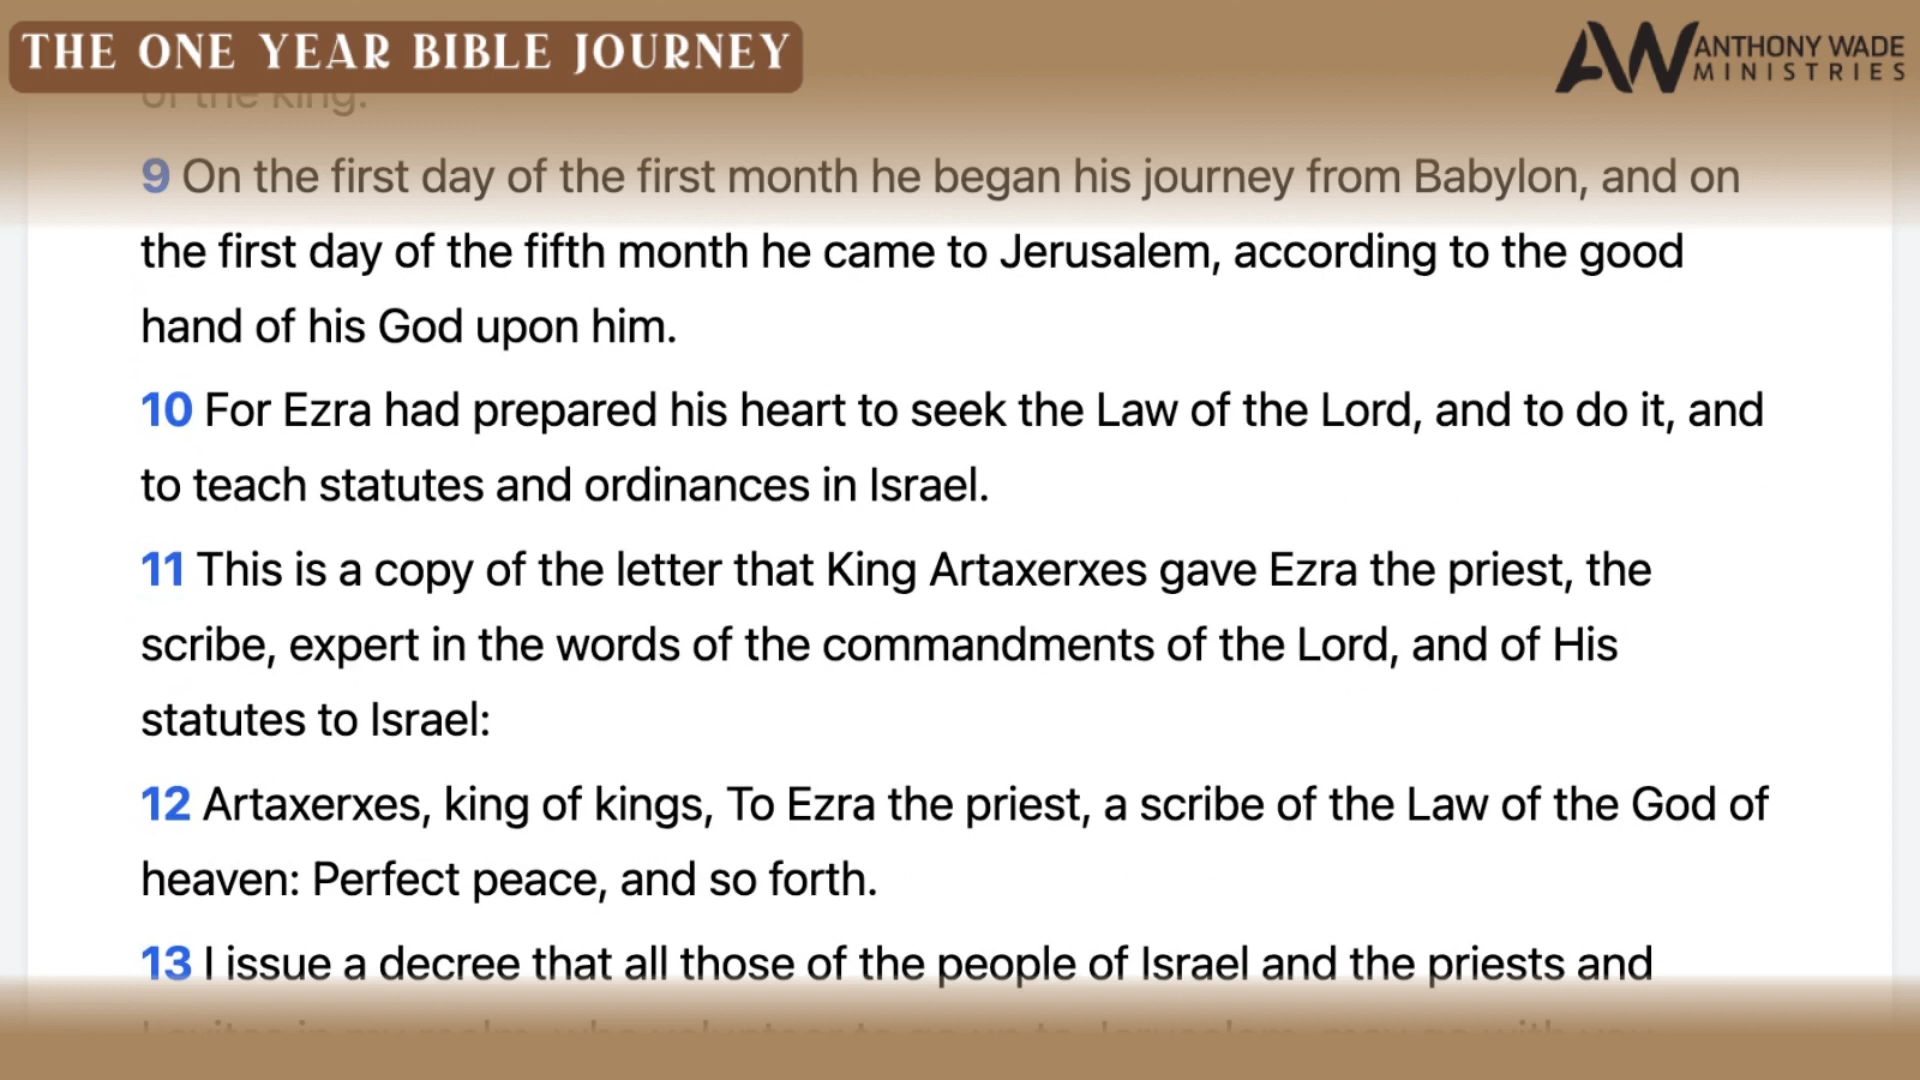 THE ONE YEAR BIBLE JOURNEY
ANTHONY WADE
MINISTRIES
of the king.
9 On the first day of the first month he began his journey from Babylon, and on
the first day of the fifth month he came to Jerusalem, according to the good
hand of his God upon him.
10 For Ezra had prepared his heart to seek the Law of the Lord, and to do it, and
to teach statutes and ordinances in Israel.
11 This is a copy of the letter that King Artaxerxes gave Ezra the priest, the
scribe, expert in the words of the commandments of the Lord, and of His
statutes to Israel:
12 Artaxerxes, king of kings, To Ezra the priest, a scribe of the Law of the God of
heaven: Perfect peace, and so forth.
13 I issue a decree that all those of the people of Israel and the priests and